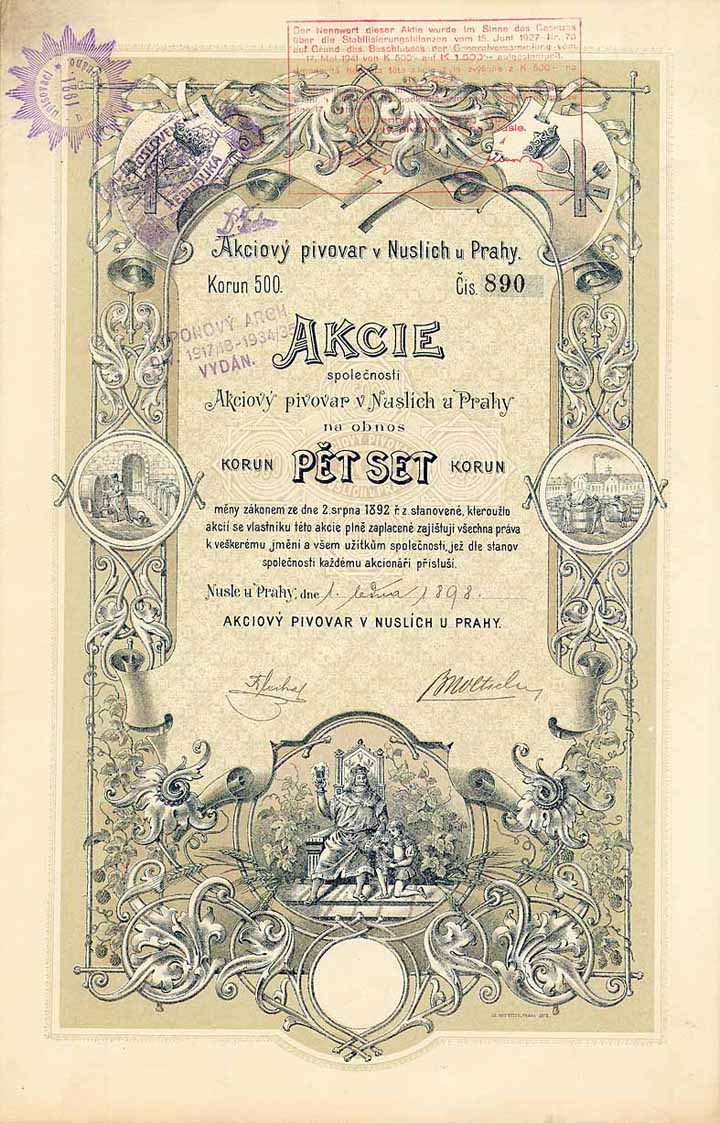 Der Nennwert dieser Aktie wurde im Sinne des Gesetzes
über die Stabilisierungsbilanzen vom 15. Juni 1927 Nr. 78
auf Grund des Beschlusses der Generalversammlung vom
17. Mai 1941 von K 500.- auf K 1.000.- aufgestempelt.
REPUBLIKA
Akciový pivovar v Nuslích u Prahy.
Korun 500.
Čís. 890
KUPONOVÝ ARCH
1917/18-1934/35
VYDÁN.
AKCIE
společnosti
Akciový pivovar v Nuslích u Prahy
na obnos
KORUN PĚT SET KORUN
měny zákonem ze dne 2. srpna 1892 ř. z. stanovené, kteroužto
akcií se vlastníku této akcie plně zaplacené zajištují všechna práva
k veškerému jmění a všem užitkům společnosti, jež dle stanov
společnosti každému akcionáři přísluší.
Nusle u Prahy, dne 1. ledna 1898.
AKCIOVÝ PIVOVAR V NUSLÍCH U PRAHY.